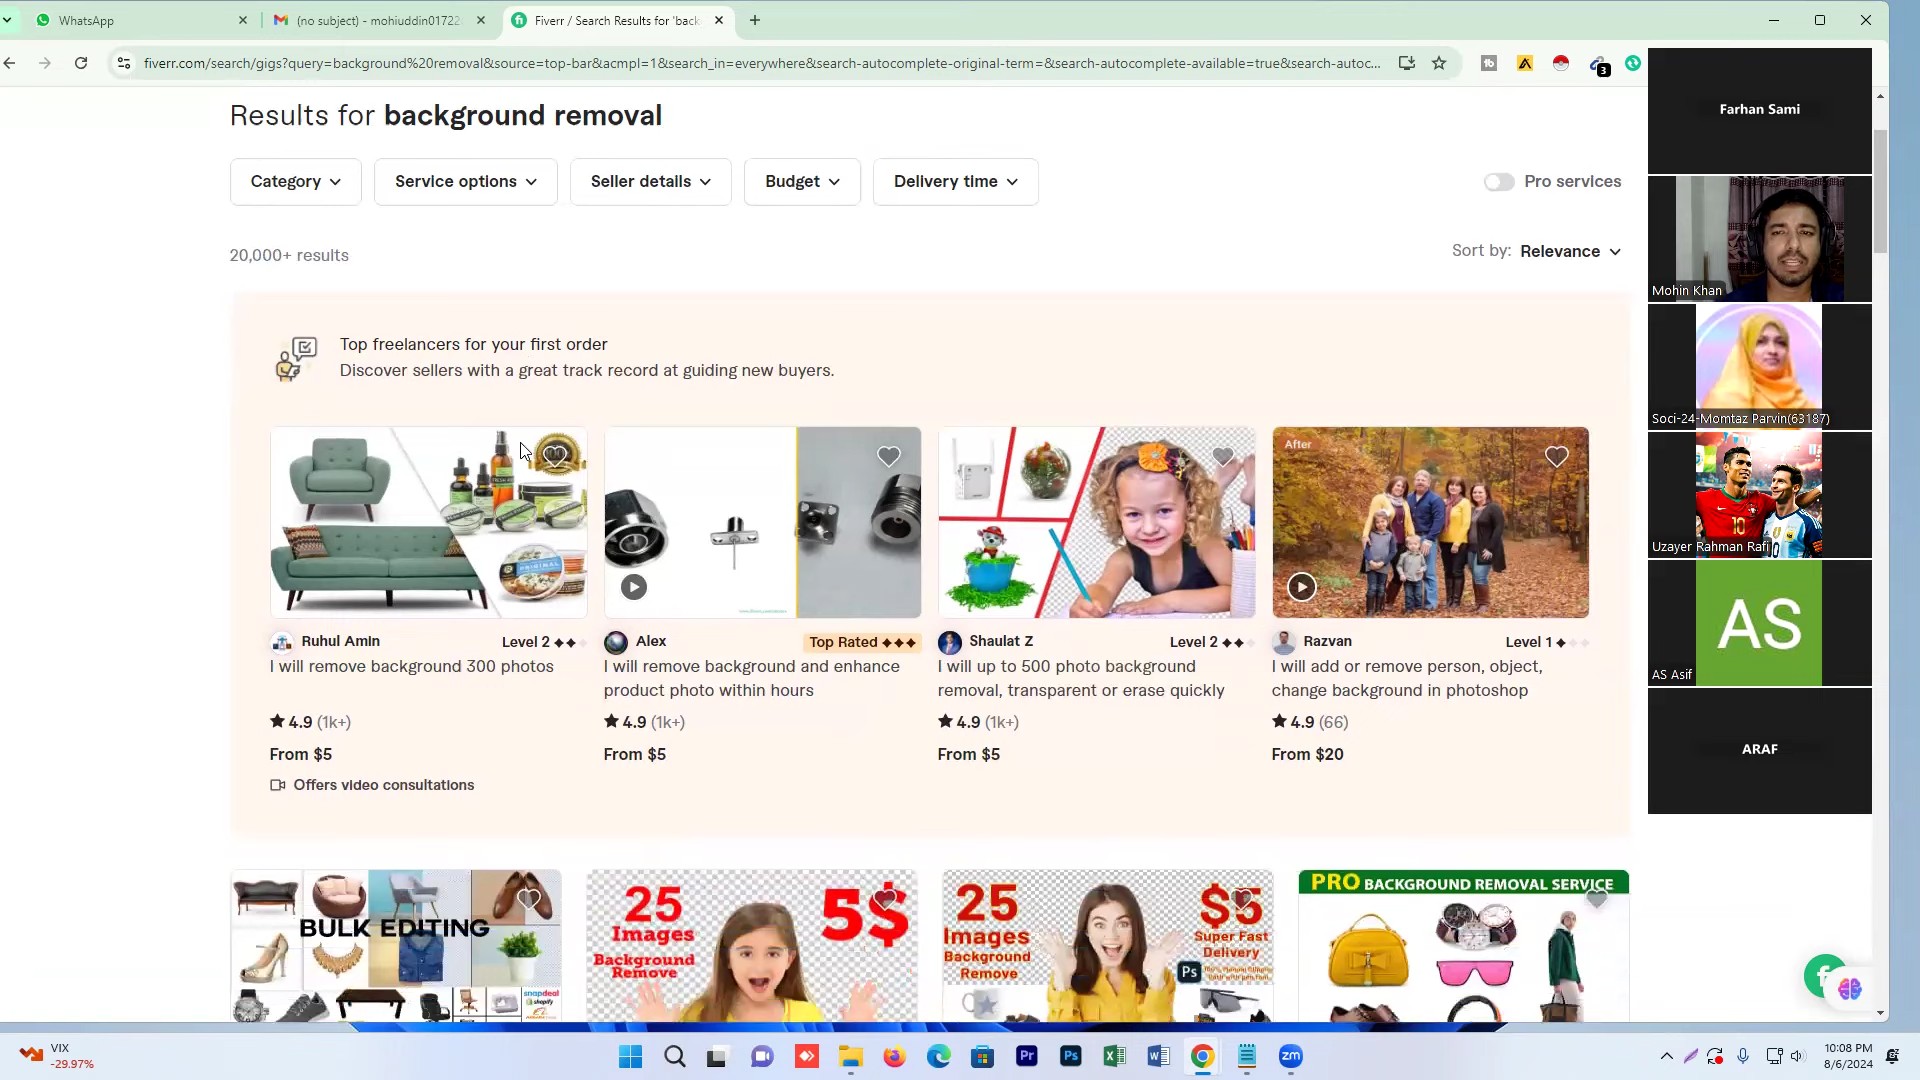 WhatsApp
(no subject) - mohiuddin01722
Fiverr / Search Results for 'back
fiverr.com/search/gigs?query=background%20removal&source=top-bar&acmpl=1&search_in=everywhere&search-autocomplete-original-term=&search-autocomplete-available=true&search-autoc...
3
Results for background removal
Category
Service options
Seller details
Budget
Delivery time
Pro services
20,000+ results
Sort by: Relevance
Top freelancers for your first order
Discover sellers with a great track record at guiding new buyers.
ORIGINAL
After
Ruhul Amin
Level 2
I will remove background 300 photos
4.9 (1k+)
From $5
Offers video consultations
Alex
Top Rated
I will remove background and enhance
product photo within hours
4.9 (1k+)
From $5
Shaulat Z
Level 2
I will up to 500 photo background
removal, transparent or erase quickly
4.9 (1k+)
From $5
Razvan
Level 1
I will add or remove person, object,
change background in photoshop
4.9 (66)
From $20
BULK EDITING
snapdeal
shopify
25
Images
Background
Remove
5$
25
Images
Background
Remove
$5
Super Fast
Delivery
Ps
PRO BACKGROUND REMOVAL SERVICE
Farhan Sami
Mohin Khan
Soci-24-Momtaz Parvin(63187)
10
Uzayer Rahman Rafi
AS
AS Asif
ARAF
VIX
-29.97%
Pr
Ps
zm
10:08 PM
8/6/2024